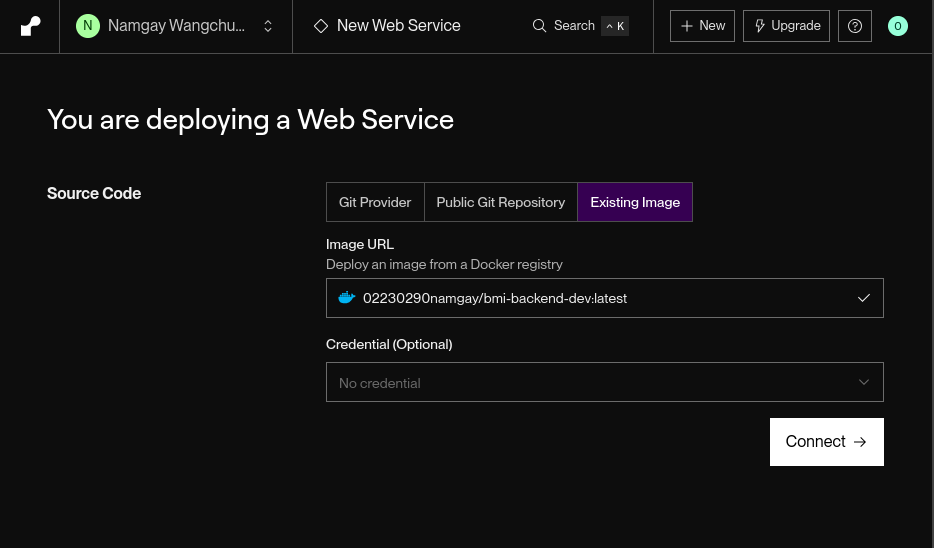 N Namgay Wangchu... New Web Service Search ^ K + New Upgrade O
You are deploying a Web Service
Source Code
Git Provider Public Git Repository Existing Image
Image URL
Deploy an image from a Docker registry
02230290namgay/bmi-backend-dev:latest
Credential (Optional)
No credential
Connect →